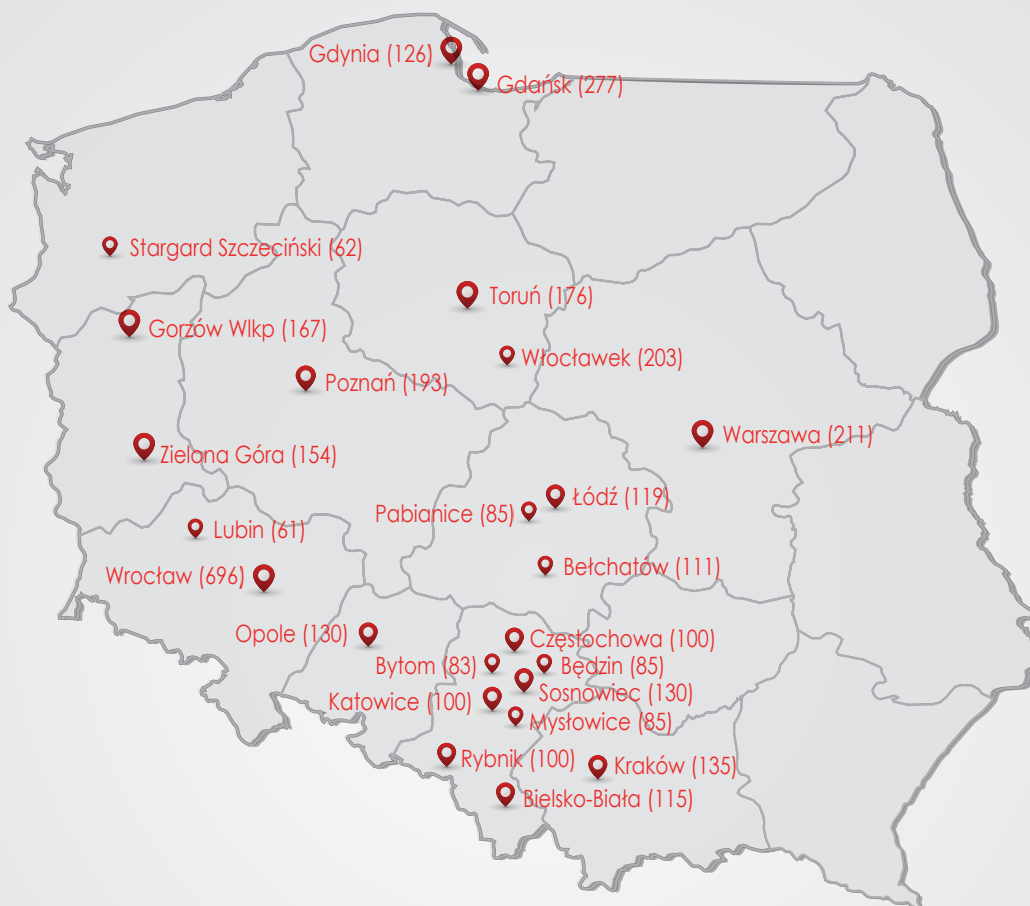 Gdynia (126)
Gdańsk (277)
Stargard Szczeciński (62)
Toruń (176)
Gorzów Wlkp (167)
Włocławek (203)
Poznań (193)
Warszawa (211)
Zielona Góra (154)
Łódź (119)
Pabianice (85)
Lubin (61)
Bełchatów (111)
Wrocław (696)
Opole (130)
Częstochowa (100)
Bytom (83)
Będzin (85)
Sosnowiec (130)
Katowice (100)
Mysłowice (85)
Rybnik (100)
Kraków (135)
Bielsko-Biała (115)